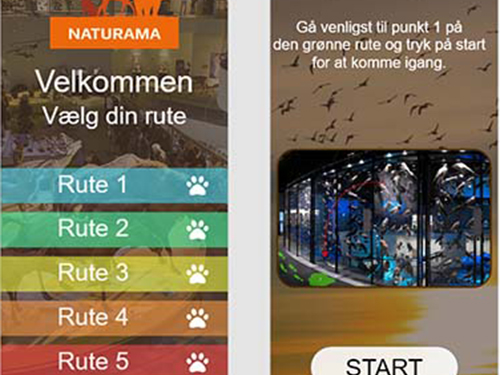 NATURAMA
Velkommen
Vælg din rute
Rute 1
Rute 2
Rute 3
Rute 4
Rute 5
Gå venligst til punkt 1 på
den grønne rute og tryk på start
for at komme igang.
START